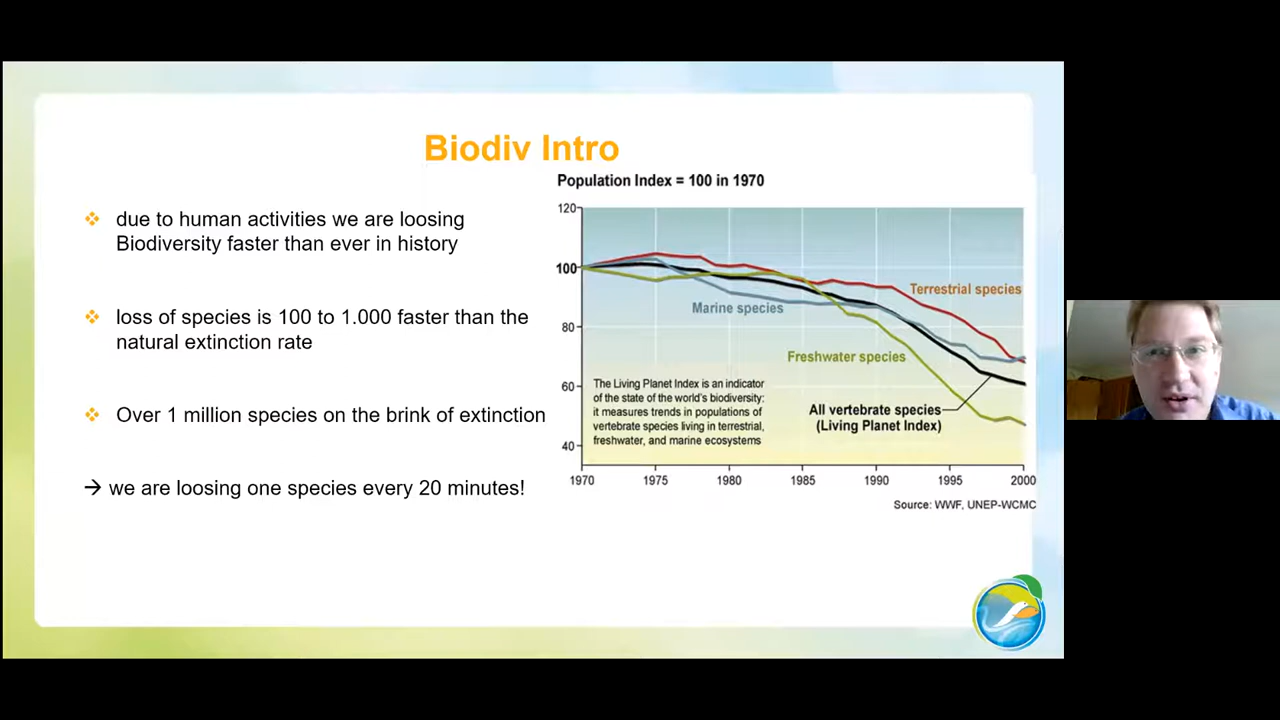 Biodiv Intro
due to human activities we are loosing
Biodiversity faster than ever in history
loss of species is 100 to 1.000 faster than the
natural extinction rate
Over 1 million species on the brink of extinction
→ we are loosing one species every 20 minutes!
Population Index = 100 in 1970
120
100
80
60
40
Terrestrial species
Marine species
Freshwater species
The Living Planet Index is an indicator
of the state of the world's biodiversity:
it measures trends in populations of
vertebrate species living in terrestrial,
freshwater, and marine ecosystems
All vertebrate species
(Living Planet Index)
1970 1975 1980 1985 1990 1995 2000
Source: WWF, UNEP-WCMC